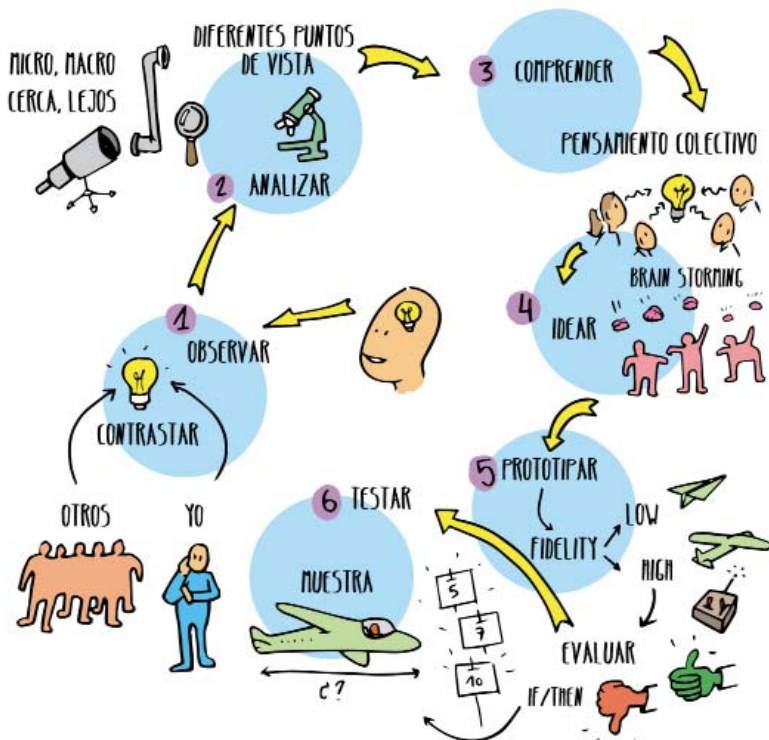 MICRO, MACRO
CERCA, LEJOS
DIFERENTES PUNTOS
DE VISTA
2 ANALIZAR
3 COMPRENDER
PENSAMIENTO COLECTIVO
BRAIN STORMING
4 IDEAR
1
OBSERVAR
CONTRASTAR
OTROS
YO
5 PROTOTIPAR
FIDELITY
LOW
HIGH
EVALUAR
IF/THEN
6 TESTAR
MUESTRA
¿?
5
7
10